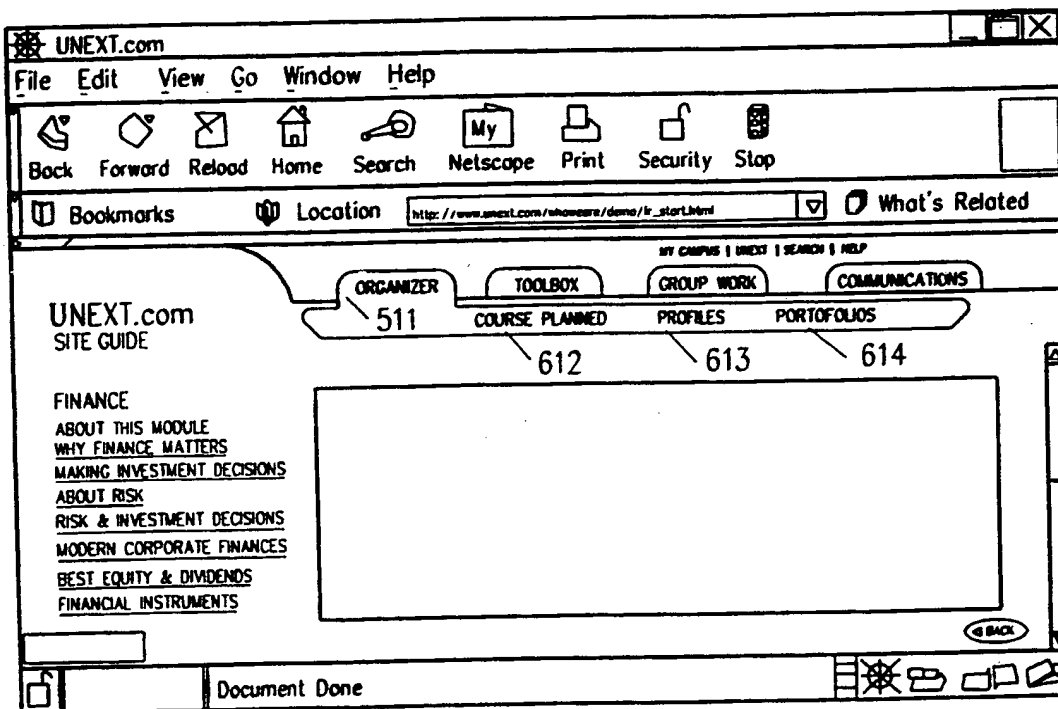 UNEXT.com
File Edit View Go Window Help
My
Back Forward Reload Home Search Netscape Print Security Stop
Bookmarks Location http://www.unext.com/whoweare/demo/lr_start.html What's Related
MY CAMPUS | UNEXT | SEARCH | HELP
ORGANIZER TOOLBOX GROUP WORK COMMUNICATIONS
511 COURSE PLANNED PROFILES PORTOFOLIOS
612 613 614
UNEXT.com
SITE GUIDE
FINANCE
ABOUT THIS MODULE
WHY FINANCE MATTERS
MAKING INVESTMENT DECISIONS
ABOUT RISK
RISK & INVESTMENT DECISIONS
MODERN CORPORATE FINANCES
BEST EQUITY & DIVIDENDS
FINANCIAL INSTRUMENTS
BACK
Document Done